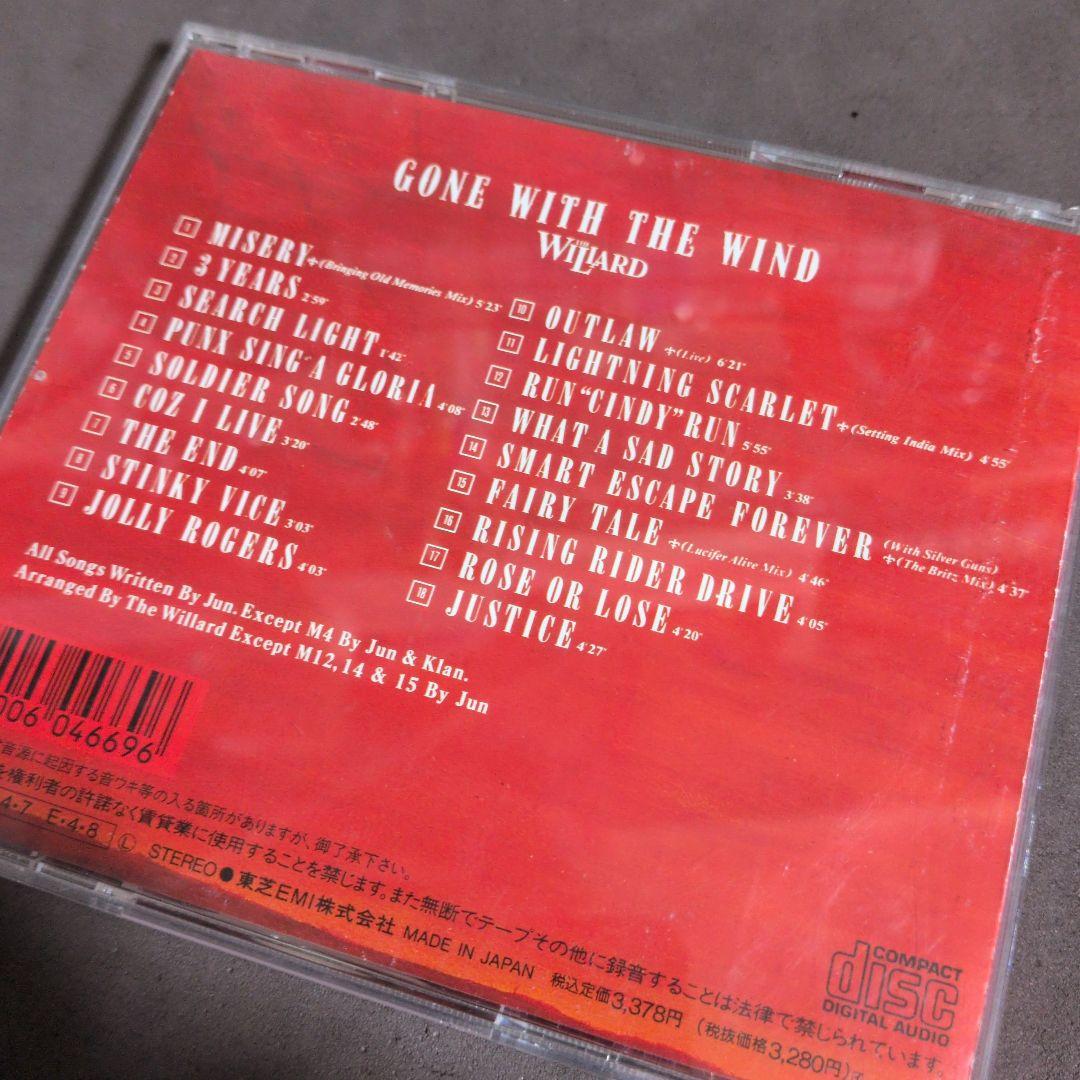 GONE WITH THE WIND
THE WILLARD
1 MISERY +(Bringing Old Memories Mix) 5'23"
2 3 YEARS 2'59"
3 SEARCH LIGHT 1'42"
4 PUNX SING A GLORIA 4'08"
5 SOLDIER SONG 2'48"
6 COZ I LIVE 3'20"
7 THE END 4'07"
8 STINKY VICE 3'03"
9 JOLLY ROGERS 4'03"
10 OUTLAW +(Live) 6'21"
11 LIGHTNING SCARLET +(Setting India Mix) 4'55"
12 RUN "CINDY" RUN 5'55"
13 WHAT A SAD STORY 3'38"
14 SMART ESCAPE FOREVER (With Silver Guns) +(The Britz Mix) 4'37"
15 FAIRY TALE +(Lucifer Alive Mix) 4'46"
16 RISING RIDER DRIVE 4'05"
17 ROSE OR LOSE 4'20"
18 JUSTICE 4'27"
All Songs Written By Jun. Except M4 By Jun & Klan.
Arranged By The Willard Except M12, 14 & 15 By Jun
006 046696
音源に起因する音ウキ等の入る箇所がありますが、御了承下さい。
を権利者の許諾なく賃貸業に使用することを禁じます。また無断でテープその他に録音することは法律で禁じられています。
4・7 E・4・8 Ⓛ STEREO ● 東芝EMI株式会社 MADE IN JAPAN 税込定価3,378円 (税抜価格3,280円)
COMPACT disc DIGITAL AUDIO